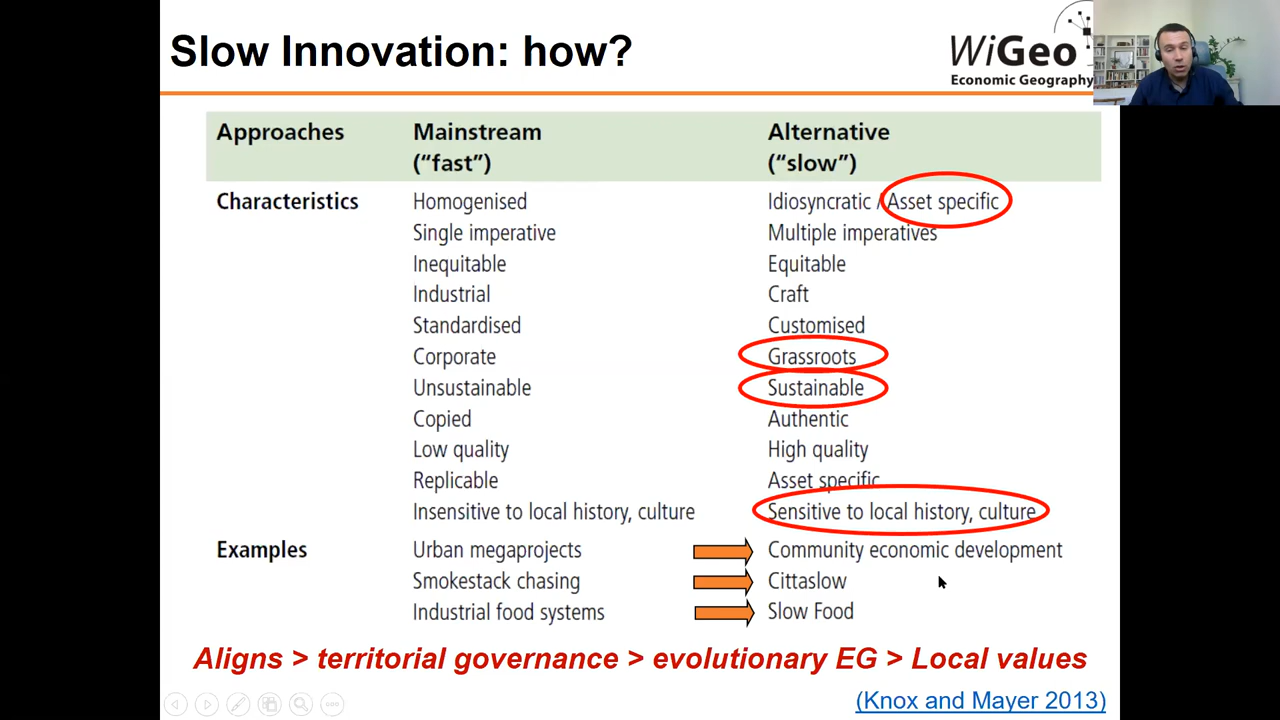 Slow Innovation: how?
WiGeo
Economic Geography
Approaches Mainstream Alternative
(“fast”) (“slow”)
Characteristics Homogenised Idiosyncratic / Asset specific
Single imperative Multiple imperatives
Inequitable Equitable
Industrial Craft
Standardised Customised
Corporate Grassroots
Unsustainable Sustainable
Copied Authentic
Low quality High quality
Replicable Asset specific
Insensitive to local history, culture Sensitive to local history, culture
Examples Urban megaprojects Community economic development
Smokestack chasing Cittaslow
Industrial food systems Slow Food
Aligns > territorial governance > evolutionary EG > Local values
(Knox and Mayer 2013)